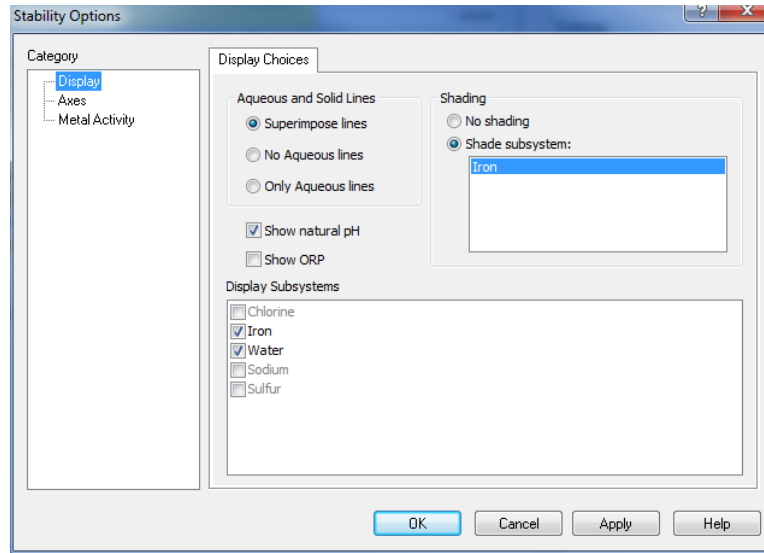 Stability Options
Category
Display
Axes
Metal Activity
Display Choices
Aqueous and Solid Lines
Superimpose lines
No Aqueous lines
Only Aqueous lines
Show natural pH
Show ORP
Shading
No shading
Shade subsystem:
Iron
Display Subsystems
Chlorine
Iron
Water
Sodium
Sulfur
OK Cancel Apply Help